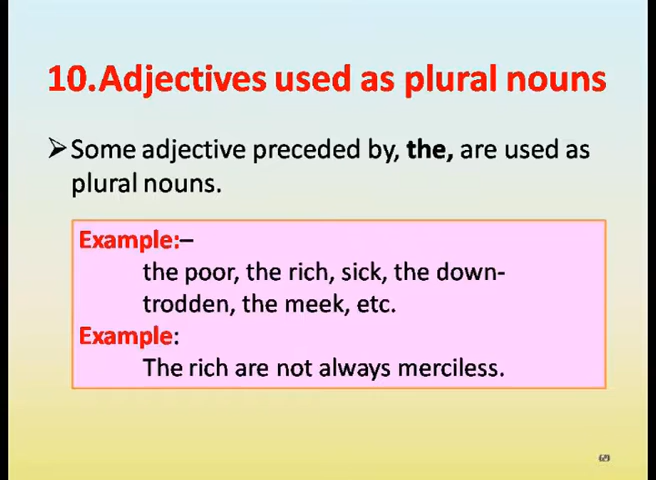 10.Adjectives used as plural nouns
➢Some adjective preceded by, the, are used as
plural nouns.
Example:–
the poor, the rich, sick, the down-
trodden, the meek, etc.
Example:
The rich are not always merciless.